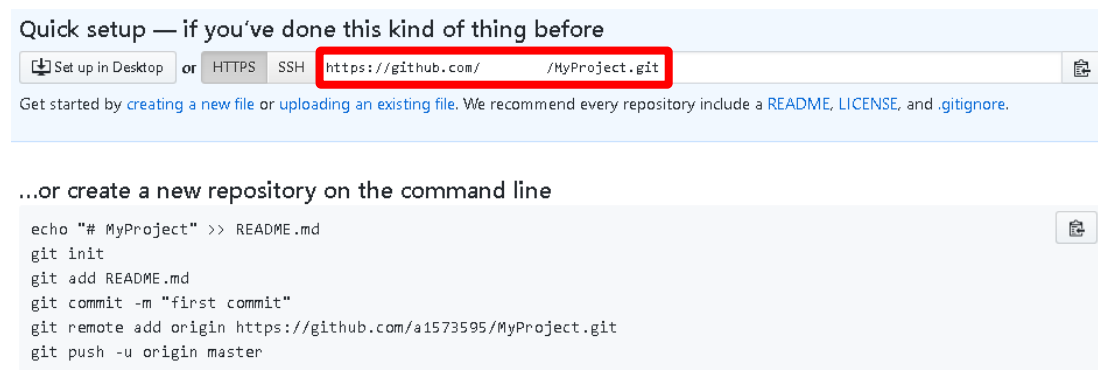 Quick setup — if you've done this kind of thing before
Set up in Desktop or HTTPS SSH https://github.com/ /MyProject.git
Get started by creating a new file or uploading an existing file. We recommend every repository include a README, LICENSE, and .gitignore.
...or create a new repository on the command line
echo "# MyProject" >> README.md
git init
git add README.md
git commit -m "first commit"
git remote add origin https://github.com/a1573595/MyProject.git
git push -u origin master